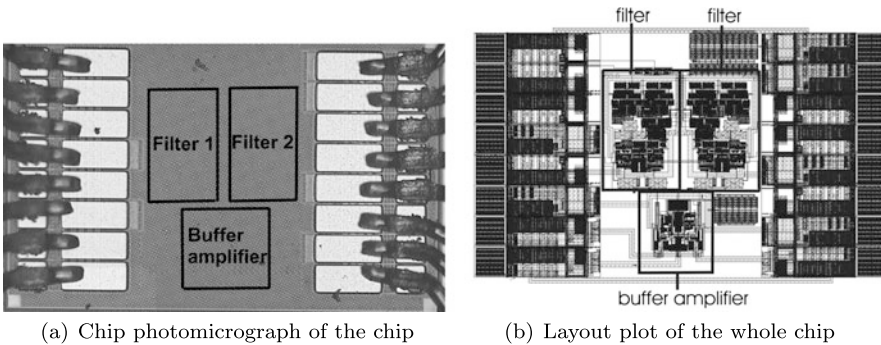 filter
filter
Filter 1
Filter 2
Buffer
amplifier
buffer amplifier
(a) Chip photomicrograph of the chip
(b) Layout plot of the whole chip